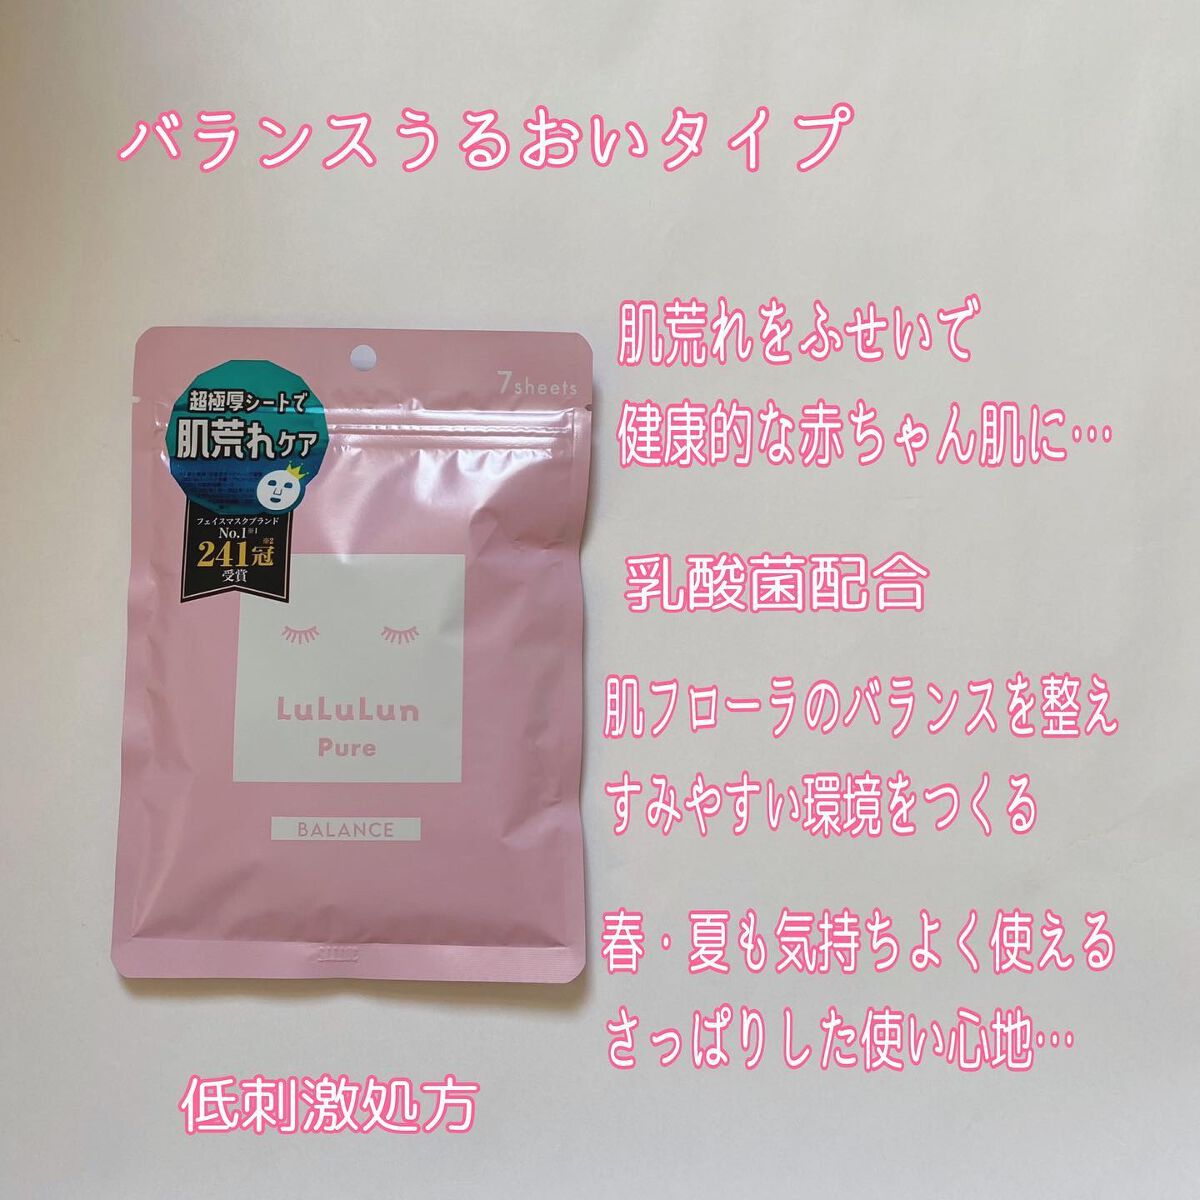 バランスうるおいタイプ
肌荒れをふせいで
健康的な赤ちゃん肌に…
乳酸菌配合
肌フローラのバランスを整え
すみやすい環境をつくる
春・夏も気持ちよく使える
さっぱりした使い心地…
低刺激処方
7sheets
超極厚シートで
肌荒れケア
フェイスマスクブランド
No.1※1
241冠※2
受賞
LuLuLun
Pure
BALANCE